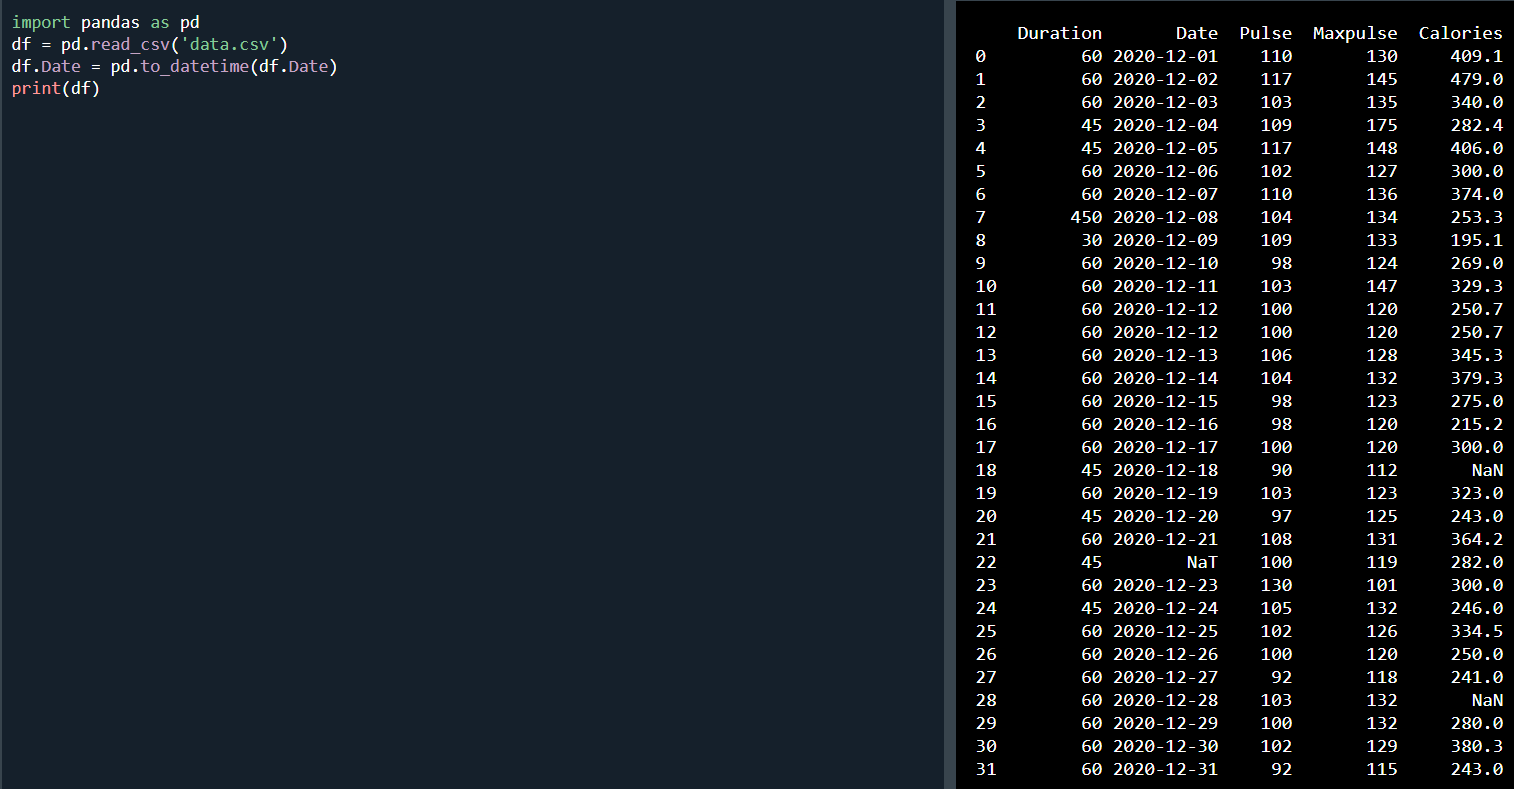 import pandas as pd
df = pd.read_csv('data.csv')
df.Date = pd.to_datetime(df.Date)
print(df)
Duration Date Pulse Maxpulse Calories
0 60 2020-12-01 110 130 409.1
1 60 2020-12-02 117 145 479.0
2 60 2020-12-03 103 135 340.0
3 45 2020-12-04 109 175 282.4
4 45 2020-12-05 117 148 406.0
5 60 2020-12-06 102 127 300.0
6 60 2020-12-07 110 136 374.0
7 450 2020-12-08 104 134 253.3
8 30 2020-12-09 109 133 195.1
9 60 2020-12-10 98 124 269.0
10 60 2020-12-11 103 147 329.3
11 60 2020-12-12 100 120 250.7
12 60 2020-12-12 100 120 250.7
13 60 2020-12-13 106 128 345.3
14 60 2020-12-14 104 132 379.3
15 60 2020-12-15 98 123 275.0
16 60 2020-12-16 98 120 215.2
17 60 2020-12-17 100 120 300.0
18 45 2020-12-18 90 112 NaN
19 60 2020-12-19 103 123 323.0
20 45 2020-12-20 97 125 243.0
21 60 2020-12-21 108 131 364.2
22 45 NaT 100 119 282.0
23 60 2020-12-23 130 101 300.0
24 45 2020-12-24 105 132 246.0
25 60 2020-12-25 102 126 334.5
26 60 2020-12-26 100 120 250.0
27 60 2020-12-27 92 118 241.0
28 60 2020-12-28 103 132 NaN
29 60 2020-12-29 100 132 280.0
30 60 2020-12-30 102 129 380.3
31 60 2020-12-31 92 115 243.0